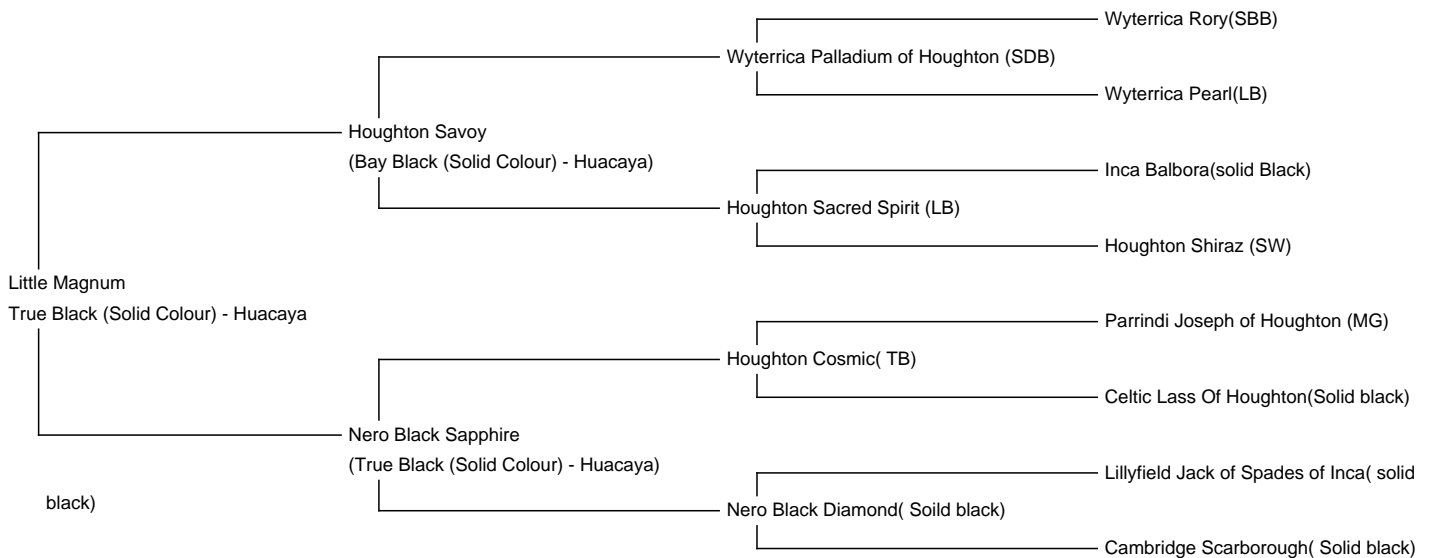 Wyterrica Rory(SBB)
Wyterrica Palladium of Houghton (SDB)
Wyterrica Pearl(LB)
Houghton Savoy
(Bay Black (Solid Colour) - Huacaya)
Inca Balbora(solid Black)
Houghton Sacred Spirit (LB)
Houghton Shiraz (SW)
Little Magnum
True Black (Solid Colour) - Huacaya
Parrindi Joseph of Houghton (MG)
Houghton Cosmic( TB)
Celtic Lass Of Houghton(Solid black)
Nero Black Sapphire
(True Black (Solid Colour) - Huacaya)
Lillyfield Jack of Spades of Inca( solid
black)
Nero Black Diamond( Soild black)
Cambridge Scarborough( Solid black)